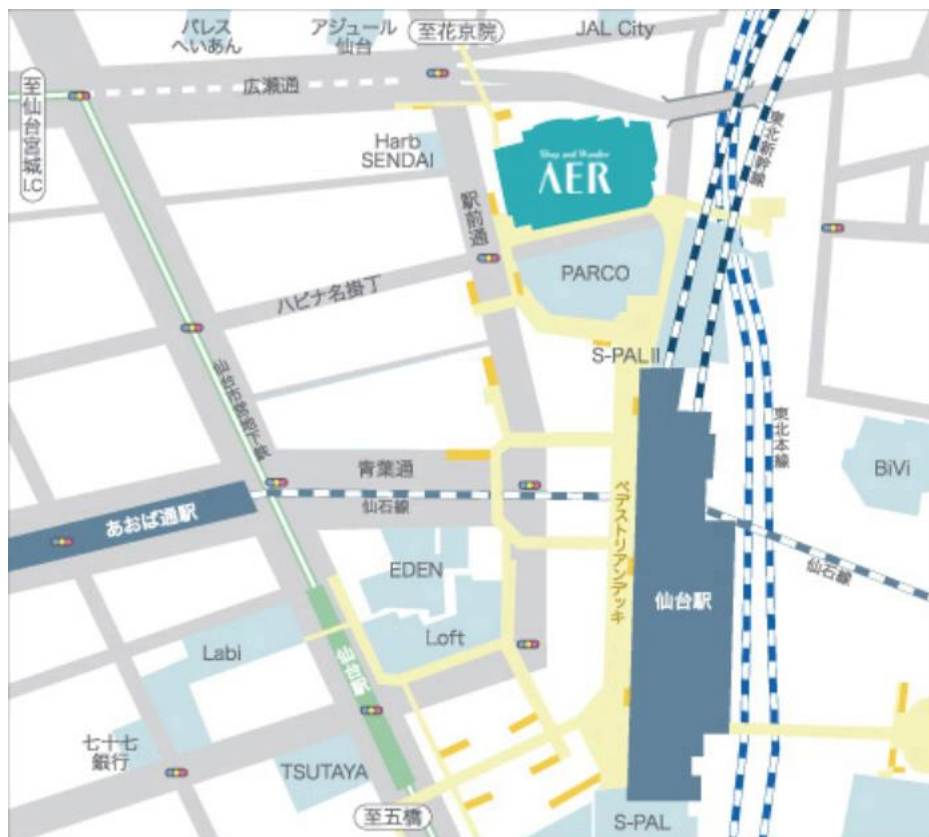 パレス
へいあん
アジュール
仙台
至花京院
JAL City
至仙台宮城I.C
広瀬通
Harb
SENDAI
Shop and Wonder
AER
東北新幹線
駅前通
PARCO
ハピナ名掛丁
S-PAL II
仙台市営地下鉄
東北本線
青葉通
BiVi
あおば通駅
仙石線
ペデストリアンデッキ
仙石線
EDEN
仙台駅
Loft
Labi
仙台駅
七十七
銀行
TSUTAYA
至五橋
S-PAL